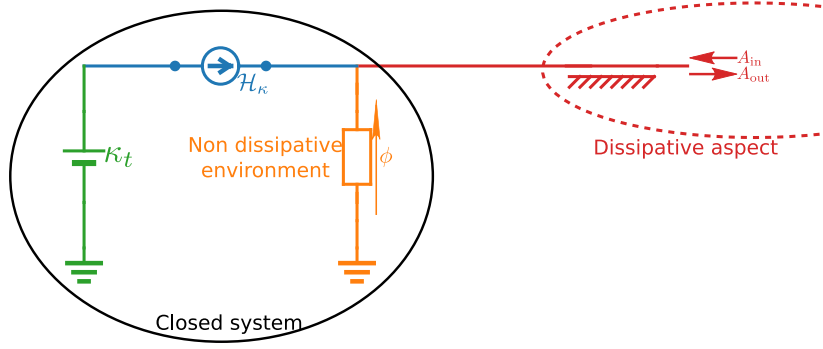 A_in
A_out
ℋ_κ
Non dissipative
environment
κ_t
ϕ
Dissipative aspect
Closed system